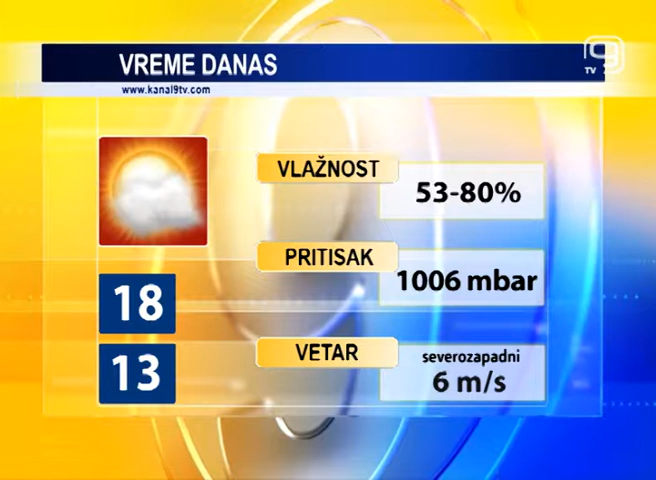 VREME DANAS
TV 9
www.kanal9tv.com
VLAŽNOST
53-80%
PRITISAK
1006 mbar
18
13
VETAR
severozapadni
6 m/s